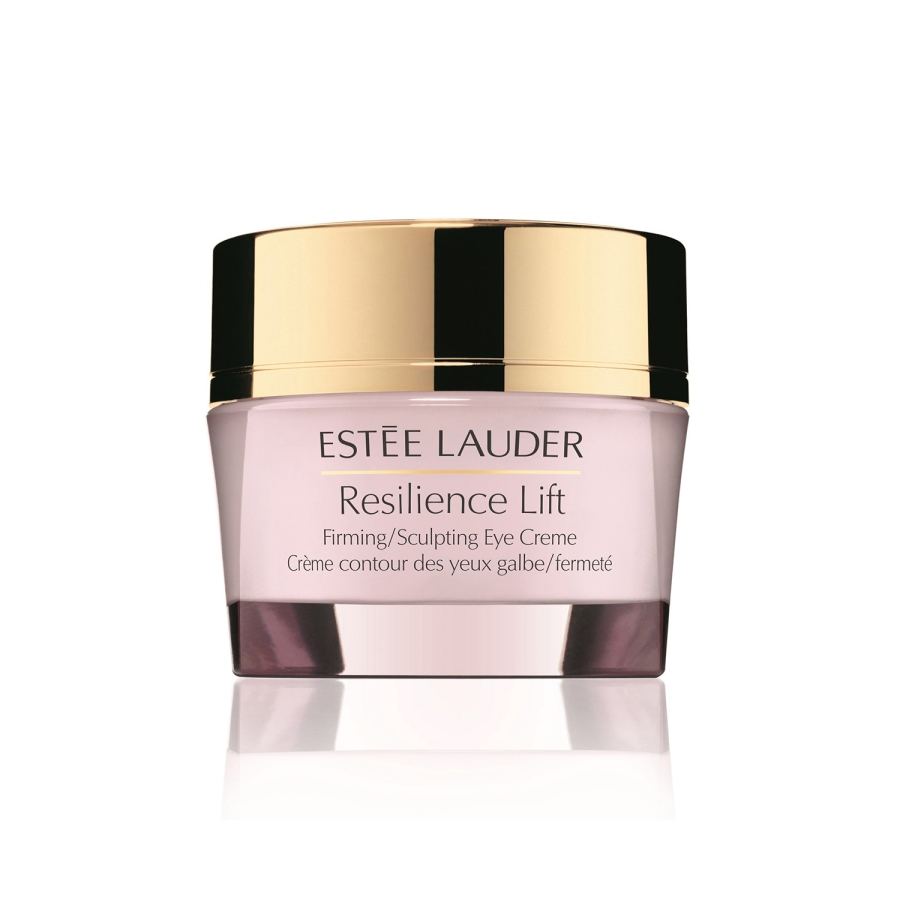 ESTĒE LAUDER
Resilience Lift
Firming/Sculpting Eye Creme
Crème contour des yeux galbe/fermeté